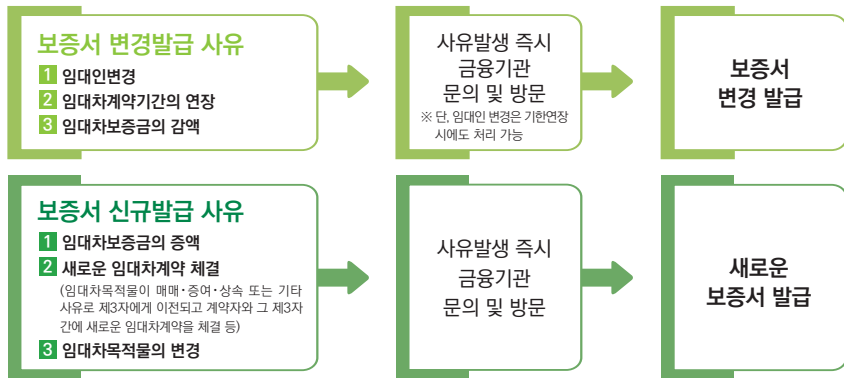 보증서 변경발급 사유
1 임대인변경
2 임대차계약기간의 연장
3 임대차보증금의 감액
사유발생 즉시
금융기관
문의 및 방문
※ 단, 임대인 변경은 기한연장
시에도 처리 가능
보증서
변경 발급
보증서 신규발급 사유
1 임대차보증금의 증액
2 새로운 임대차계약 체결
(임대차목적물이 매매·증여·상속 또는 기타
사유로 제3자에게 이전되고 계약자와 그 제3자
간에 새로운 임대차계약을 체결 등)
3 임대차목적물의 변경
사유발생 즉시
금융기관
문의 및 방문
새로운
보증서 발급